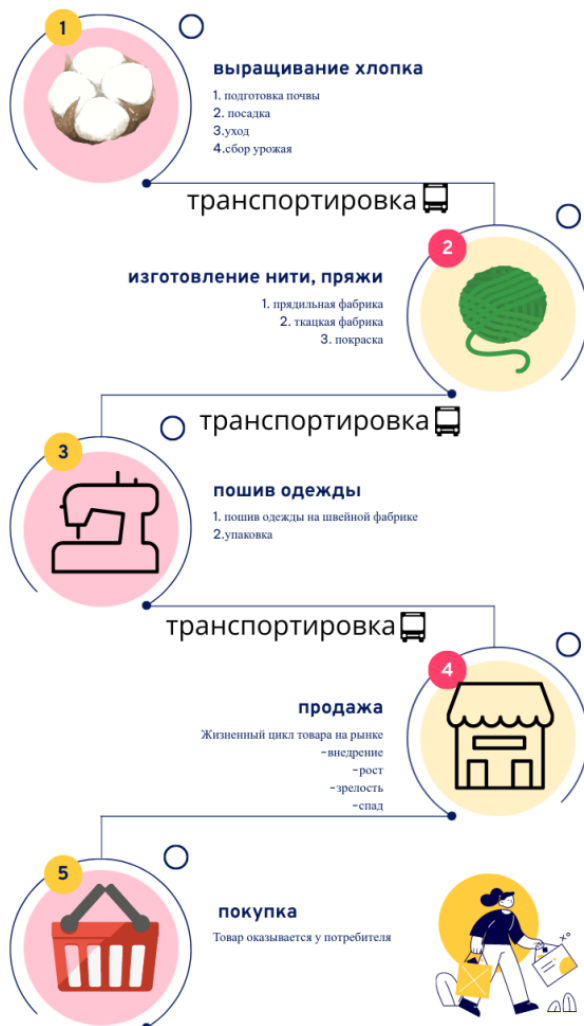 1
выращивание хлопка
1. подготовка почвы
2. посадка
3.уход
4.сбор урожая
транспортировка
2
изготовление нити, пряжи
1. прядильная фабрика
2. ткацкая фабрика
3. покраска
транспортировка
3
пошив одежды
1. пошив одежды на швейной фабрике
2.упаковка
транспортировка
4
продажа
Жизненный цикл товара на рынке
-внедрение
-рост
-зрелость
-спад
5
покупка
Товар оказывается у потребителя